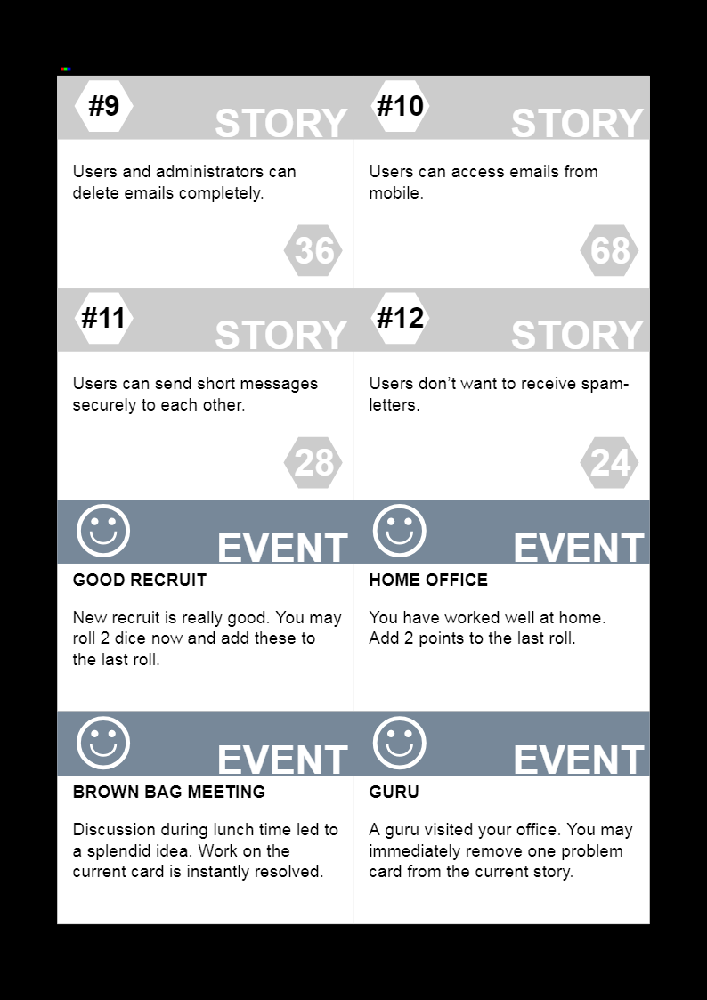 #9
STORY
Users and administrators can
delete emails completely.
36
#10
STORY
Users can access emails from
mobile.
68
#11
STORY
Users can send short messages
securely to each other.
28
#12
STORY
Users don’t want to receive spam-
letters.
24
EVENT
GOOD RECRUIT
New recruit is really good. You may
roll 2 dice now and add these to
the last roll.
EVENT
HOME OFFICE
You have worked well at home.
Add 2 points to the last roll.
EVENT
BROWN BAG MEETING
Discussion during lunch time led to
a splendid idea. Work on the
current card is instantly resolved.
EVENT
GURU
A guru visited your office. You may
immediately remove one problem
card from the current story.